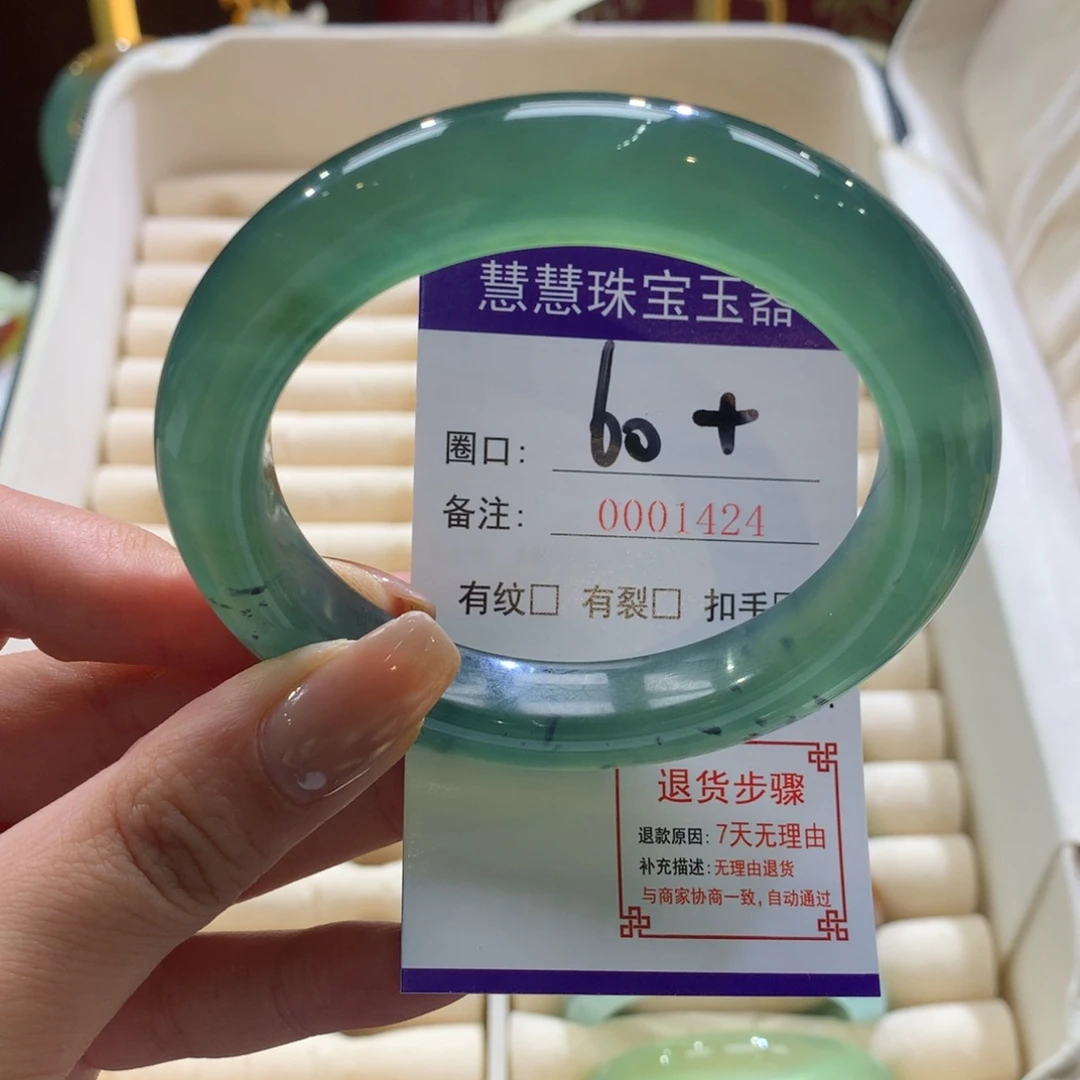 慧慧珠宝玉器
圈口: 60+
备注: 0001424
有纹□ 有裂□ 扣手□
退货步骤
退款原因: 7天无理由
补充描述: 无理由退货
与商家协商一致, 自动通过